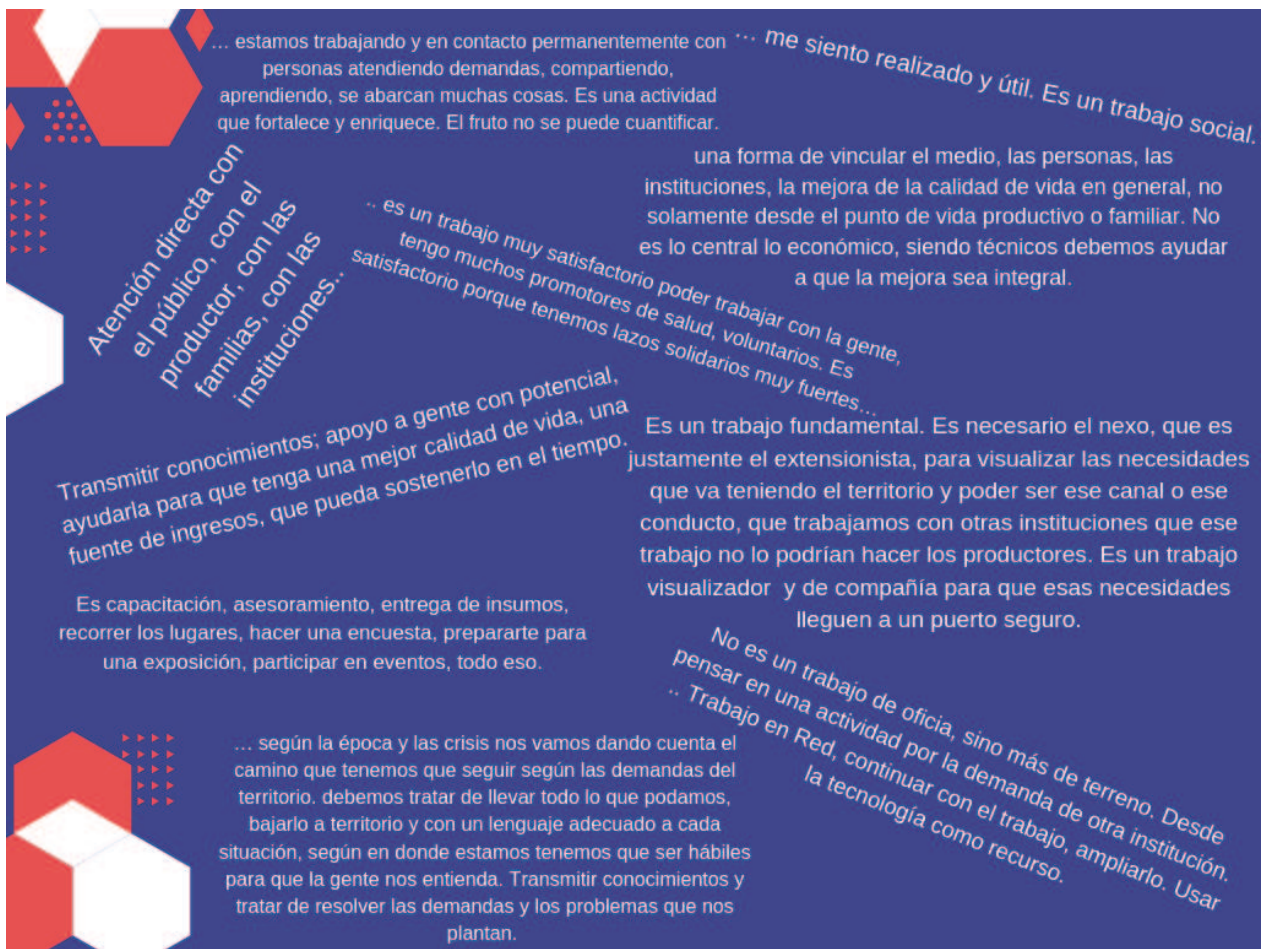 … estamos trabajando y en contacto permanentemente con
personas atendiendo demandas, compartiendo,
aprendiendo, se abarcan muchas cosas. Es una actividad
que fortalece y enriquece. El fruto no se puede cuantificar.
… me siento realizado y útil. Es un trabajo social.
una forma de vincular el medio, las personas, las
instituciones, la mejora de la calidad de vida en general, no
solamente desde el punto de vida productivo o familiar. No
es lo central lo económico, siendo técnicos debemos ayudar
a que la mejora sea integral.
Atención directa con
el público, con el
productor, con las
familias, con las
instituciones..
.. es un trabajo muy satisfactorio poder trabajar con la gente,
tengo muchos promotores de salud, voluntarios. Es
satisfactorio porque tenemos lazos solidarios muy fuertes…
Transmitir conocimientos; apoyo a gente con potencial,
ayudarla para que tenga una mejor calidad de vida, una
fuente de ingresos, que pueda sostenerlo en el tiempo.
Es un trabajo fundamental. Es necesario el nexo, que es
justamente el extensionista, para visualizar las necesidades
que va teniendo el territorio y poder ser ese canal o ese
conducto, que trabajamos con otras instituciones que ese
trabajo no lo podrían hacer los productores. Es un trabajo
visualizador y de compañía para que esas necesidades
lleguen a un puerto seguro.
Es capacitación, asesoramiento, entrega de insumos,
recorrer los lugares, hacer una encuesta, prepararte para
una exposición, participar en eventos, todo eso.
No es un trabajo de oficia, sino más de terreno. Desde
pensar en una actividad por la demanda de otra institución.
.. Trabajo en Red, continuar con el trabajo, ampliarlo. Usar
la tecnología como recurso.
… según la época y las crisis nos vamos dando cuenta el
camino que tenemos que seguir según las demandas del
territorio. debemos tratar de llevar todo lo que podamos,
bajarlo a territorio y con un lenguaje adecuado a cada
situación, según en donde estamos tenemos que ser hábiles
para que la gente nos entienda. Transmitir conocimientos y
tratar de resolver las demandas y los problemas que nos
plantan.